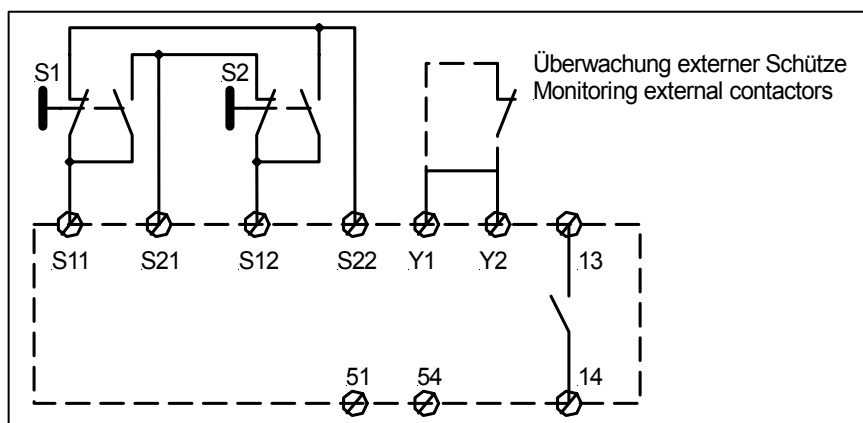 S1
S2
Überwachung externer Schütze
Monitoring external contactors
S11
S21
S12
S22
Y1
Y2
13
51
54
14